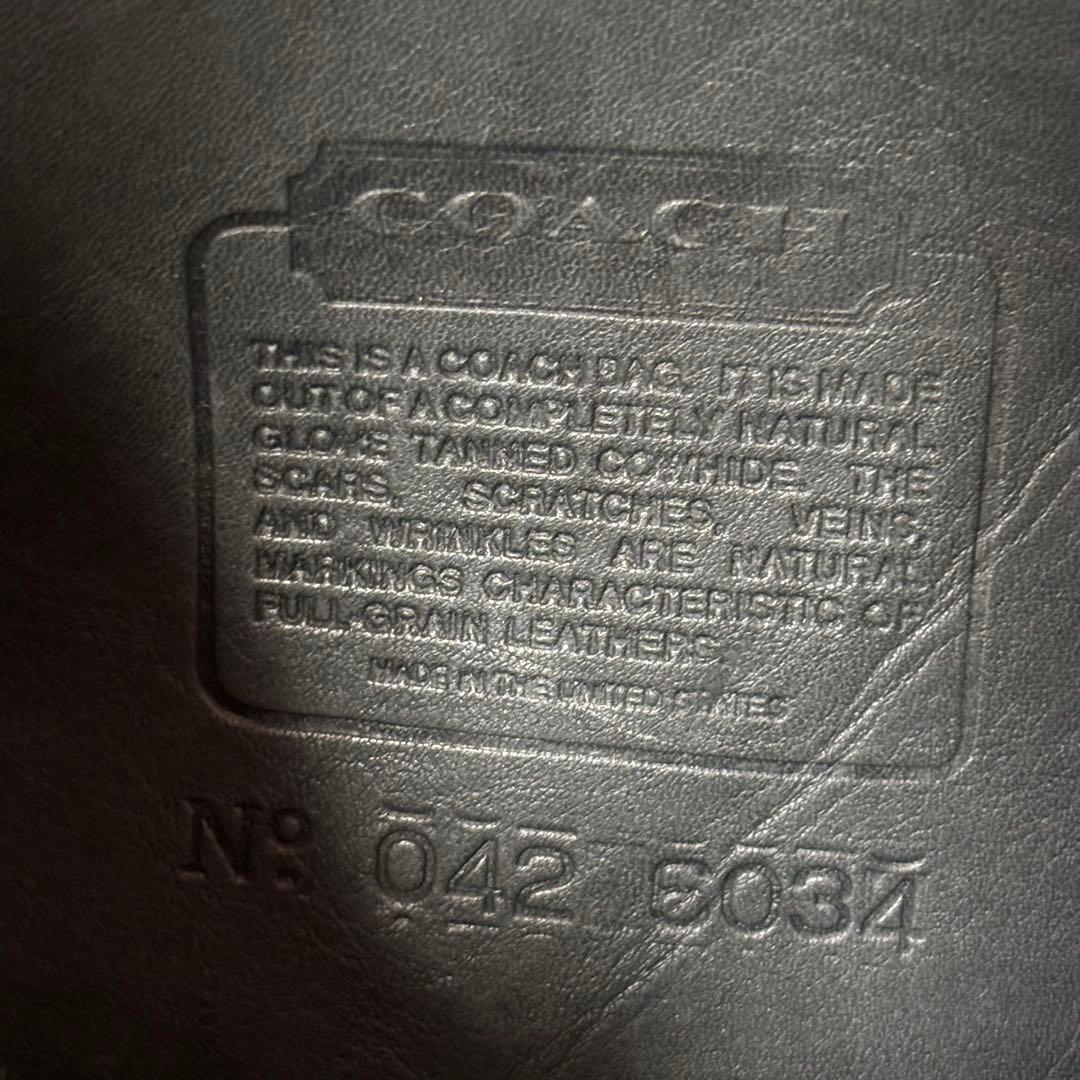 COACH
THIS IS A COACH BAG. IT IS MADE
OUT OF A COMPLETELY NATURAL
GLOVE TANNED COWHIDE. THE
SCARS, SCRATCHES, VEINS,
AND WRINKLES ARE NATURAL
MARKINGS CHARACTERISTIC OF
FULL-GRAIN LEATHERS.
MADE IN THE UNITED STATES
Nº 042 6034